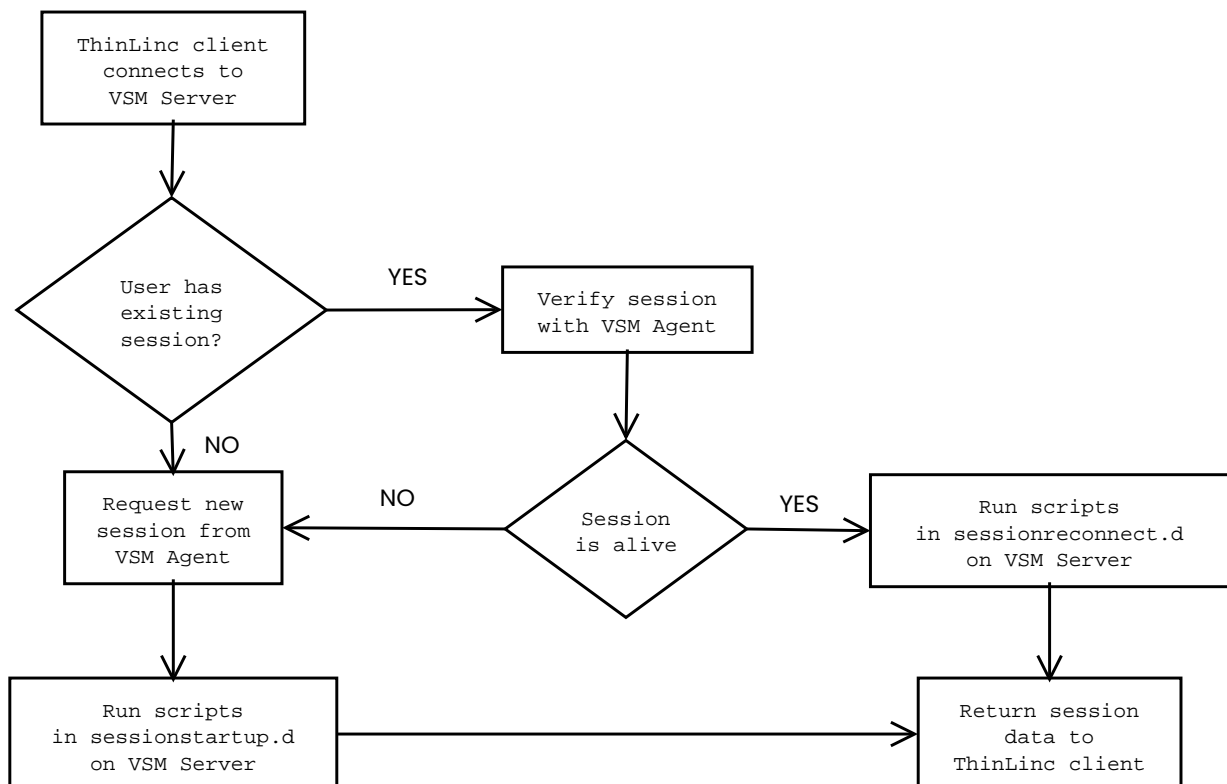 ThinLinc client
connects to
VSM Server
User has
existing
session?
YES
Verify session
with VSM Agent
NO
Request new
session from
VSM Agent
NO
Session
is alive
YES
Run scripts
in sessionreconnect.d
on VSM Server
Run scripts
in sessionstartup.d
on VSM Server
Return session
data to
ThinLinc client